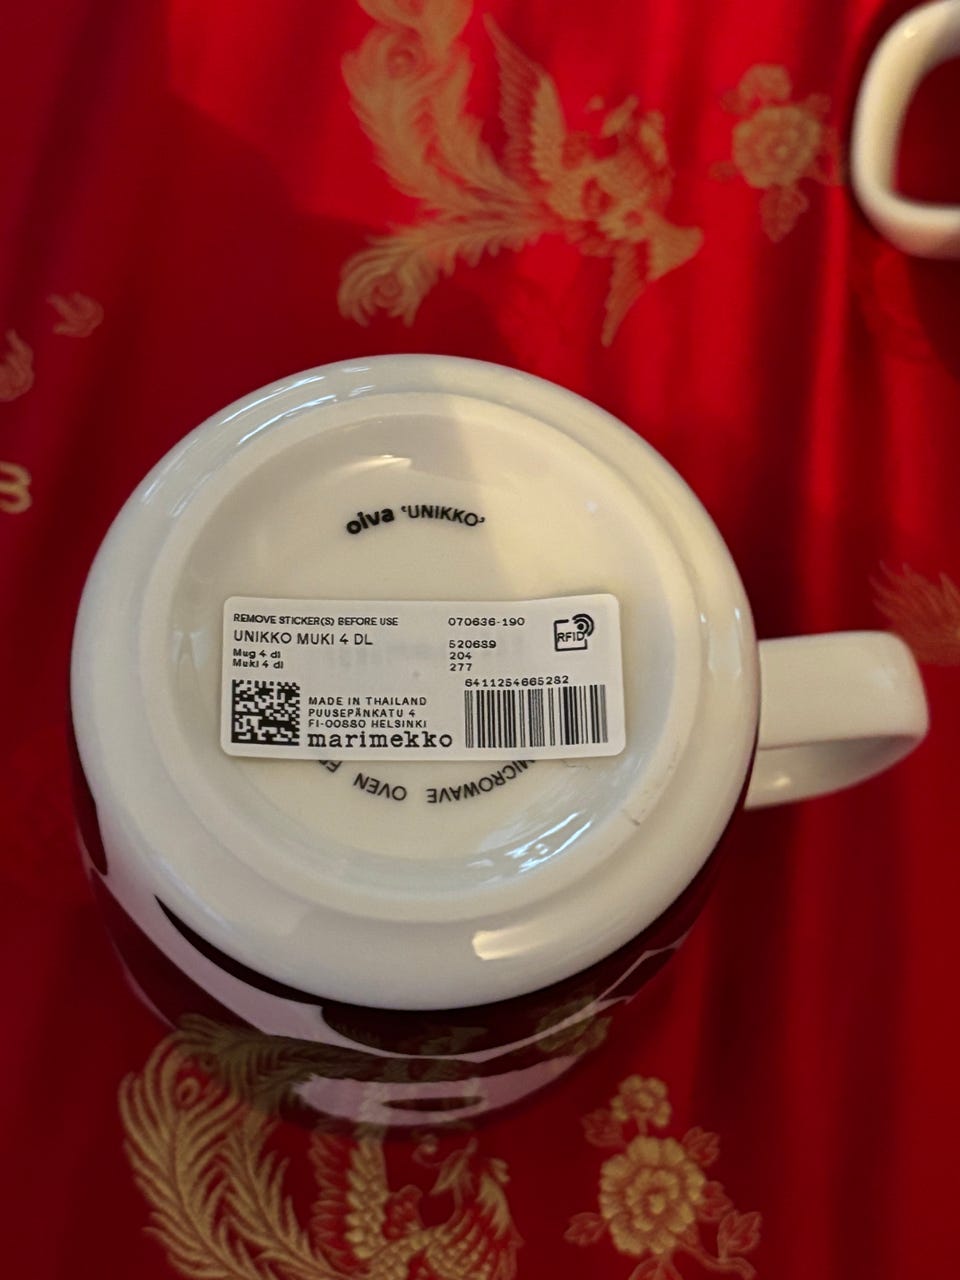 oiva ‘UNIKKO’
REMOVE STICKER(S) BEFORE USE
UNIKKO MUKI 4 DL
Mug 4 dl
Muki 4 dl
070636-190
520689
204
277
RFID
6411254665282
MADE IN THAILAND
PUUSEPÄNKATU 4
FI-00880 HELSINKI
marimekko
MICROWAVE OVEN